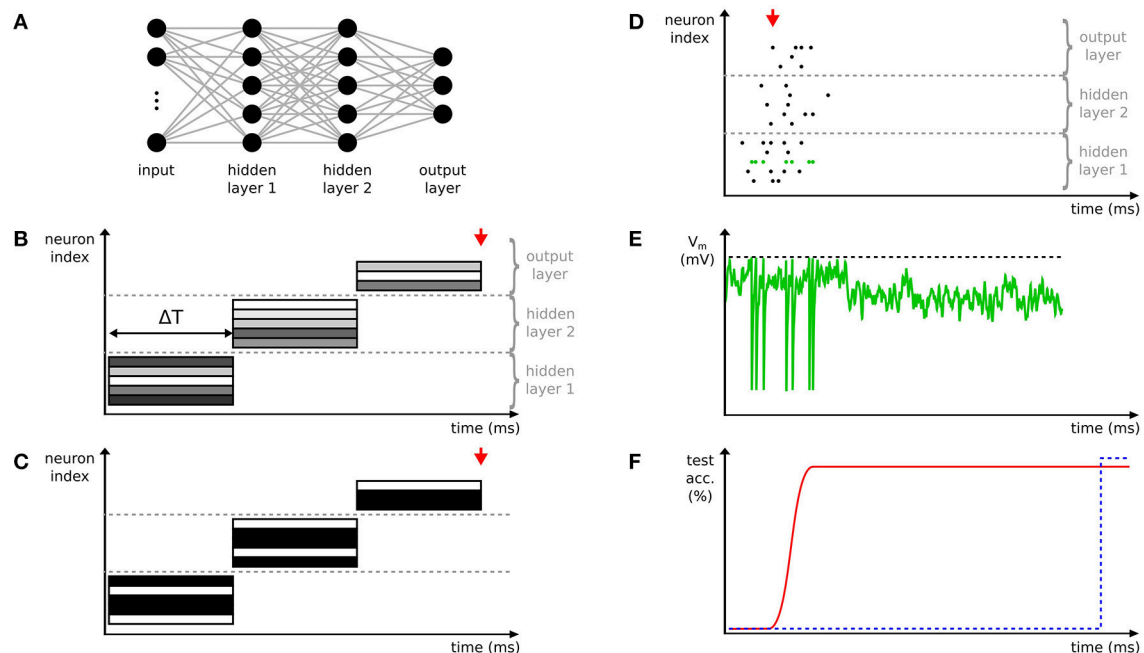 A
input
hidden
layer 1
hidden
layer 2
output
layer
B
neuron
index
ΔT
output
layer
hidden
layer 2
hidden
layer 1
time (ms)
C
neuron
index
time (ms)
D
neuron
index
output
layer
hidden
layer 2
hidden
layer 1
time (ms)
E
Vm
(mV)
time (ms)
F
test
acc.
(%)
time (ms)